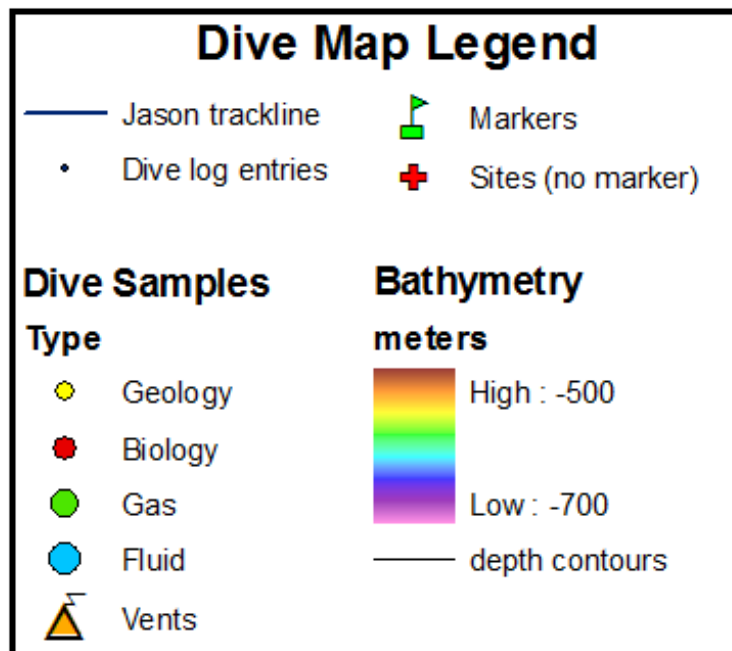 Dive Map Legend
Jason trackline
Markers
Dive log entries
Sites (no marker)
Dive Samples
Type
Geology
Biology
Gas
Fluid
Vents
Bathymetry
meters
High : -500
Low : -700
depth contours